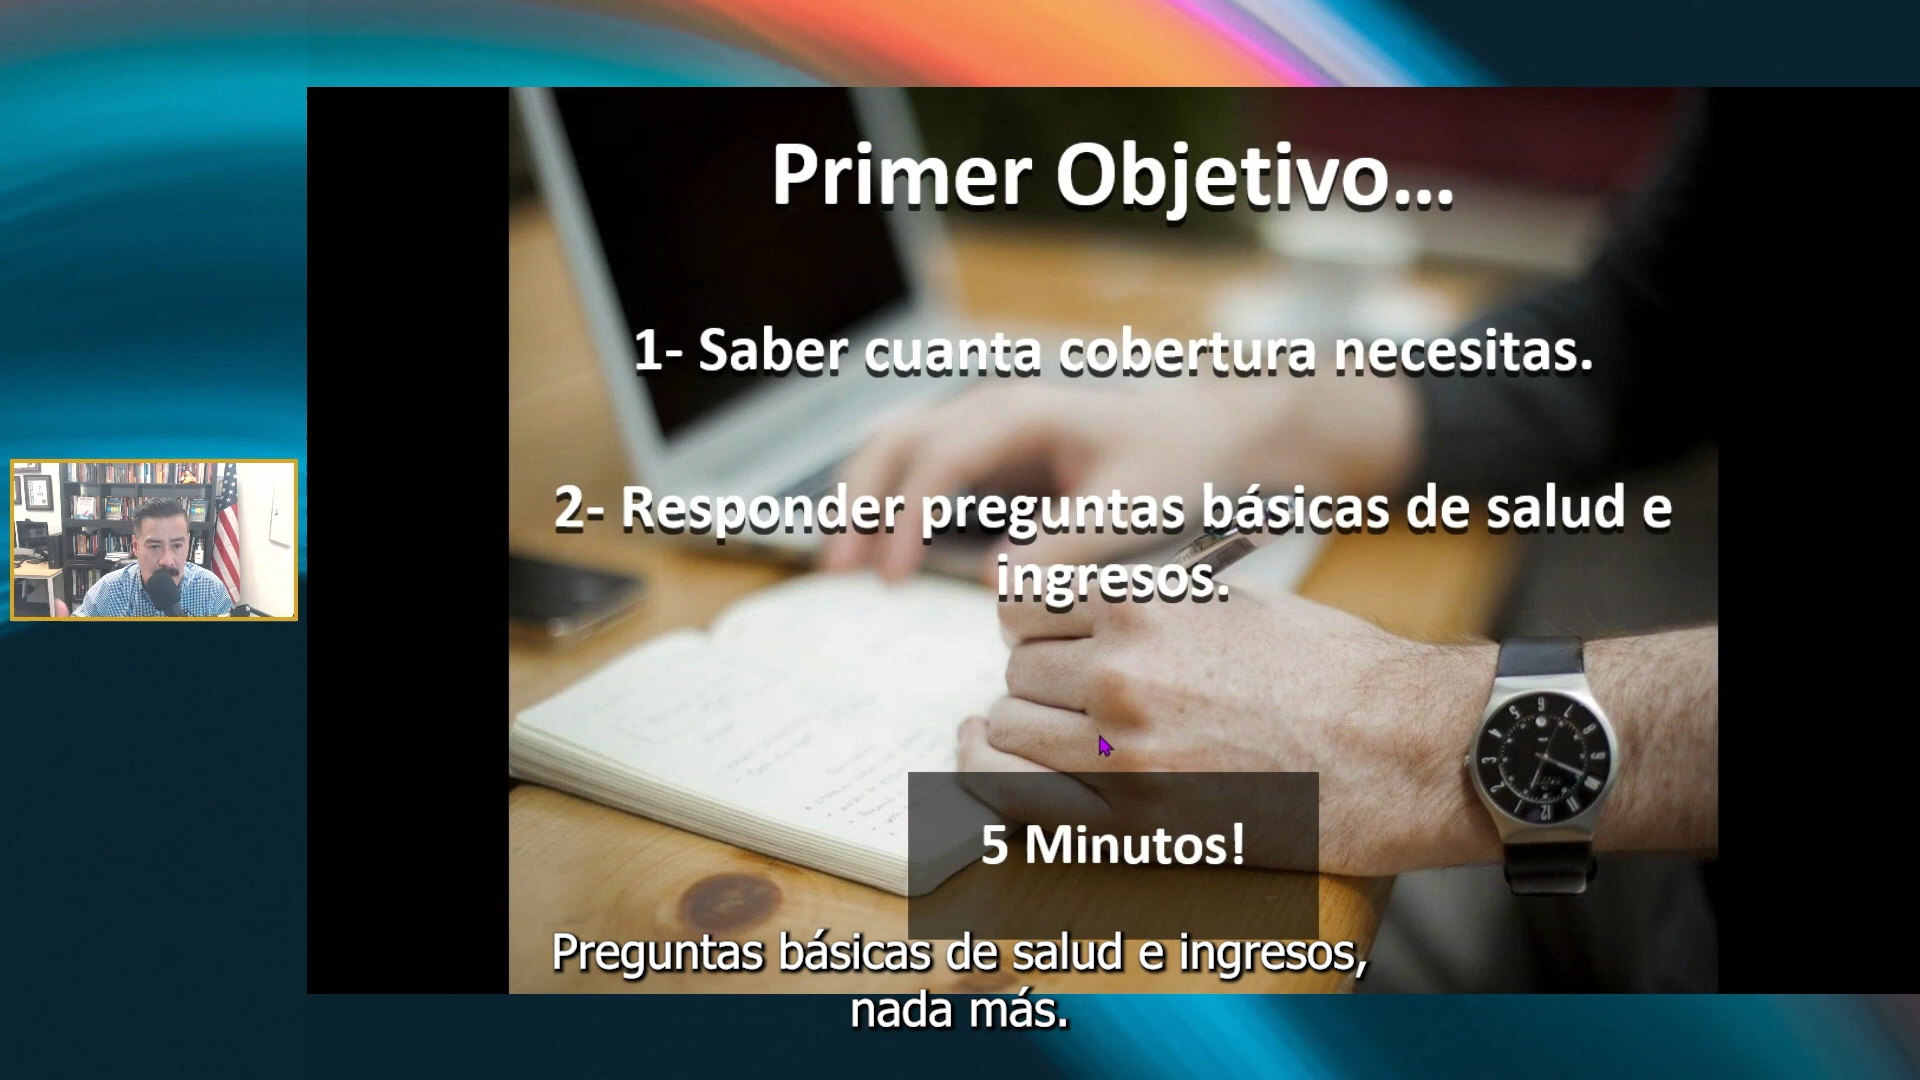 Primer Objetivo...
1- Saber cuanta cobertura necesitas.
2- Responder preguntas básicas de salud e
ingresos.
5 Minutos!
Preguntas básicas de salud e ingresos,
nada más.